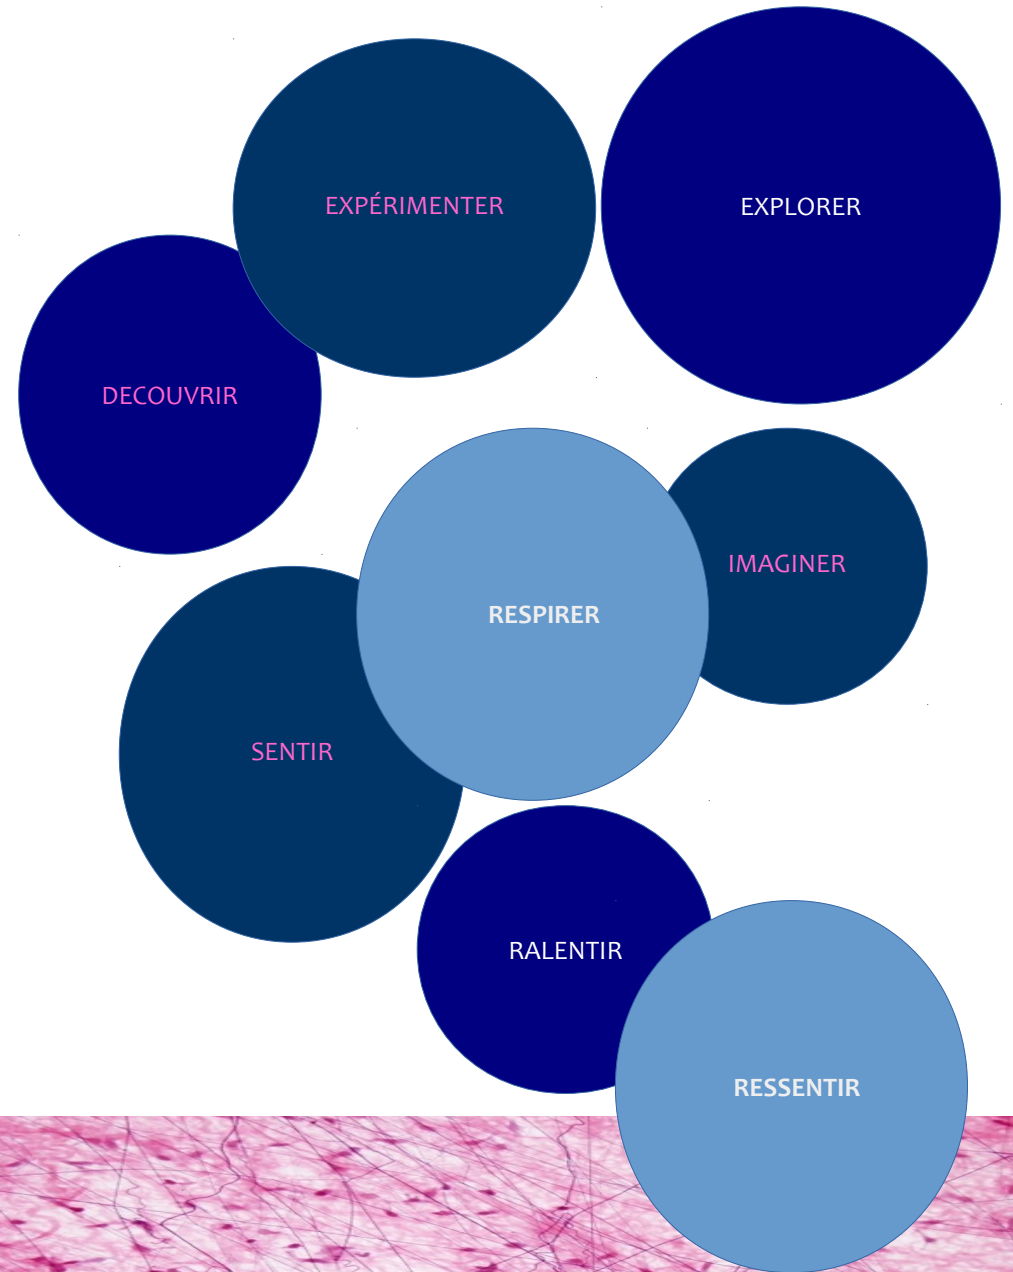 EXPÉRIMENTER
EXPLORER
DECOUVRIR
IMAGINER
RESPIRER
SENTIR
RALENTIR
RESSENTIR